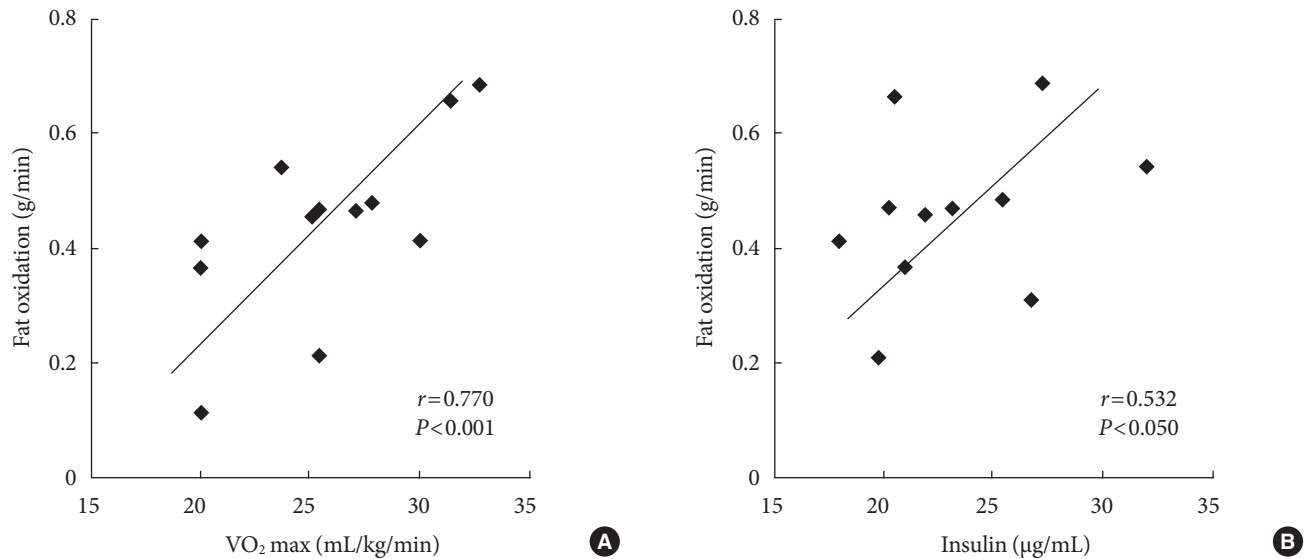 0.8
0.6
0.4
0.2
0
Fat oxidation (g/min)
r=0.770
P<0.001
15 20 25 30 35
VO₂ max (mL/kg/min)
A
0.8
0.6
0.4
0.2
0
Fat oxidation (g/min)
r=0.532
P<0.050
15 20 25 30 35
Insulin (μg/mL)
B